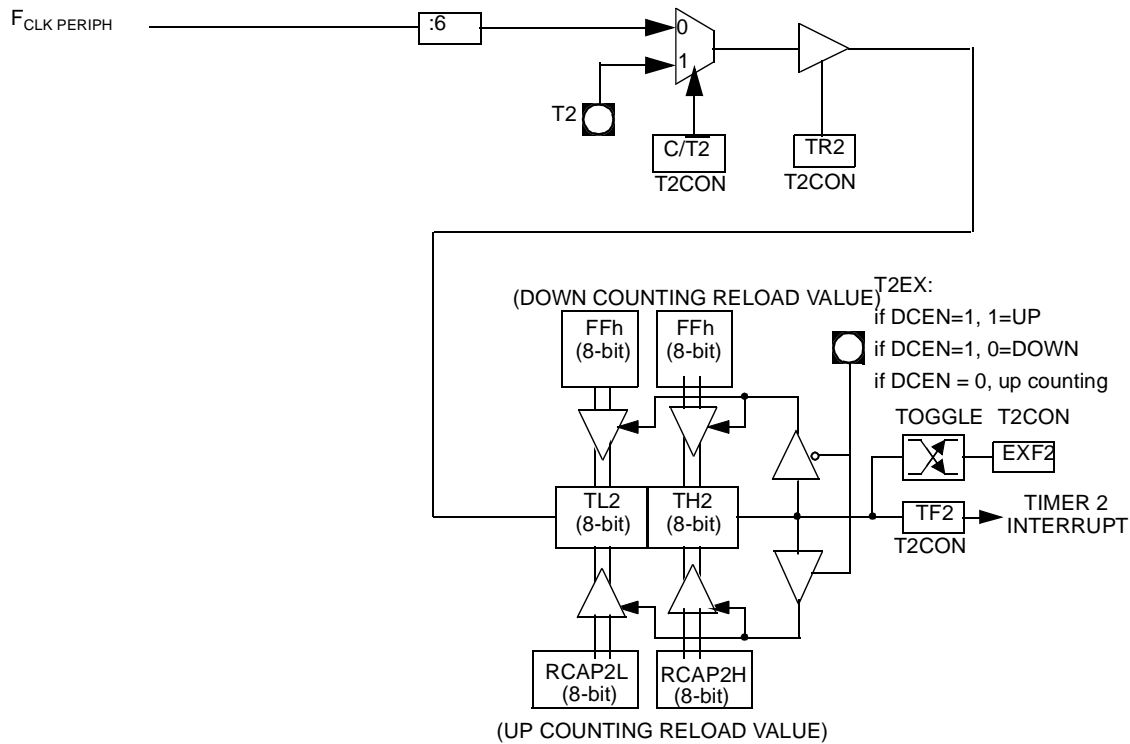 FCLK PERIPH
:6
0
1
T2
C/T2
T2CON
TR2
T2CON
(DOWN COUNTING RELOAD VALUE)
T2EX:
if DCEN=1, 1=UP
if DCEN=1, 0=DOWN
if DCEN = 0, up counting
FFh
(8-bit)
FFh
(8-bit)
TOGGLE T2CON
EXF2
TL2
(8-bit)
TH2
(8-bit)
TF2
T2CON
TIMER 2
INTERRUPT
RCAP2L
(8-bit)
RCAP2H
(8-bit)
(UP COUNTING RELOAD VALUE)